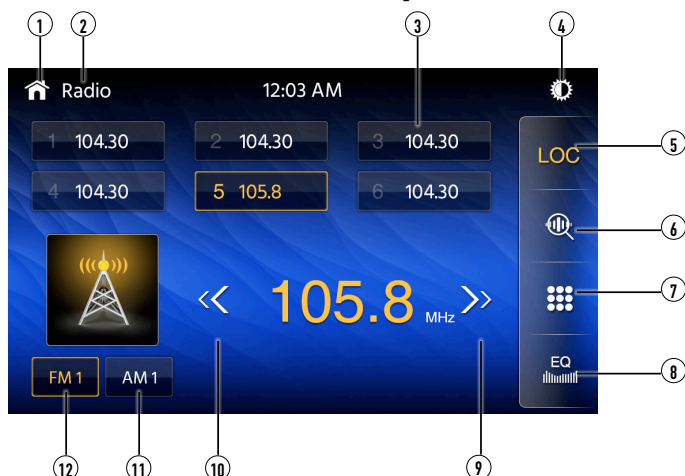 1 2 3 4
Radio 12:03 AM
1 104.30 2 104.30 3 104.30
LOC 5
4 104.30 5 105.8 6 104.30
6
105.8 MHz
7
EQ 8
FM 1 AM 1
12 11 10 9